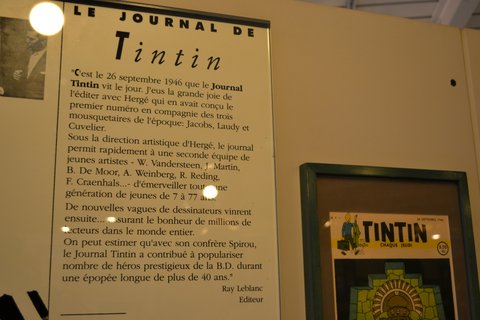 LE JOURNAL DE
Tintin
"C'est le 26 septembre 1946 que le Journal
Tintin vit le jour. J'eus la grande joie de
l'éditer avec Hergé qui en avait conçu le
premier numéro en compagnie des trois
mousquetaires de l'époque: Jacobs, Laudy et
Cuvelier.
Sous la direction artistique d'Hergé, le journal
permit rapidement à une seconde équipe de
jeunes artistes - W. Vandersteen, J. Martin,
B. De Moor, A. Weinberg, R. Reding,
F. Craenhals...- d'émerveiller toute une
génération de jeunes de 7 à 77 ans.
De nouvelles vagues de dessinateurs vinrent
ensuite... assurant le bonheur de millions de
lecteurs dans le monde entier.
On peut estimer qu'avec son confrère Spirou,
le Journal Tintin a contribué à populariser
nombre de héros prestigieux de la B.D. durant
une épopée longue de plus de 40 ans."
Ray Leblanc
Editeur
26 SEPTEMBRE 1946
TINTIN
CHAQUE JEUDI